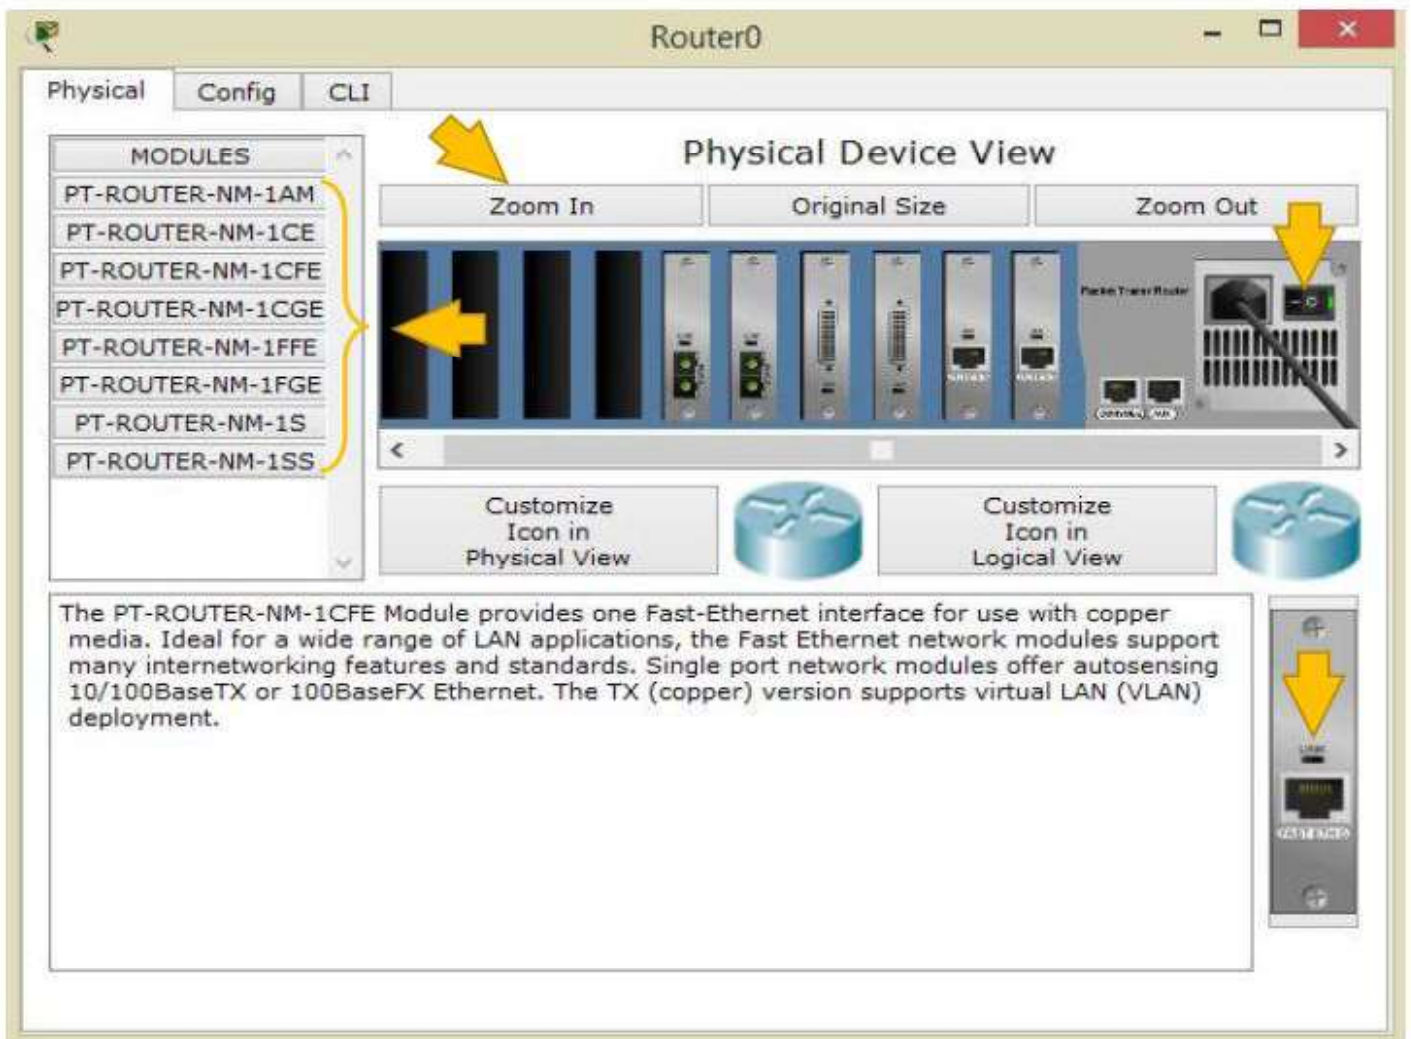 Router0
Physical
Config
CLI
MODULES
PT-ROUTER-NM-1AM
PT-ROUTER-NM-1CE
PT-ROUTER-NM-1CFE
PT-ROUTER-NM-1CGE
PT-ROUTER-NM-1FFE
PT-ROUTER-NM-1FGE
PT-ROUTER-NM-1S
PT-ROUTER-NM-1SS
Physical Device View
Zoom In
Original Size
Zoom Out
Packet Tracer Router
Customize
Icon in
Physical View
Customize
Icon in
Logical View
The PT-ROUTER-NM-1CFE Module provides one Fast-Ethernet interface for use with copper
media. Ideal for a wide range of LAN applications, the Fast Ethernet network modules support
many internetworking features and standards. Single port network modules offer autosensing
10/100BaseTX or 100BaseFX Ethernet. The TX (copper) version supports virtual LAN (VLAN)
deployment.
LINK